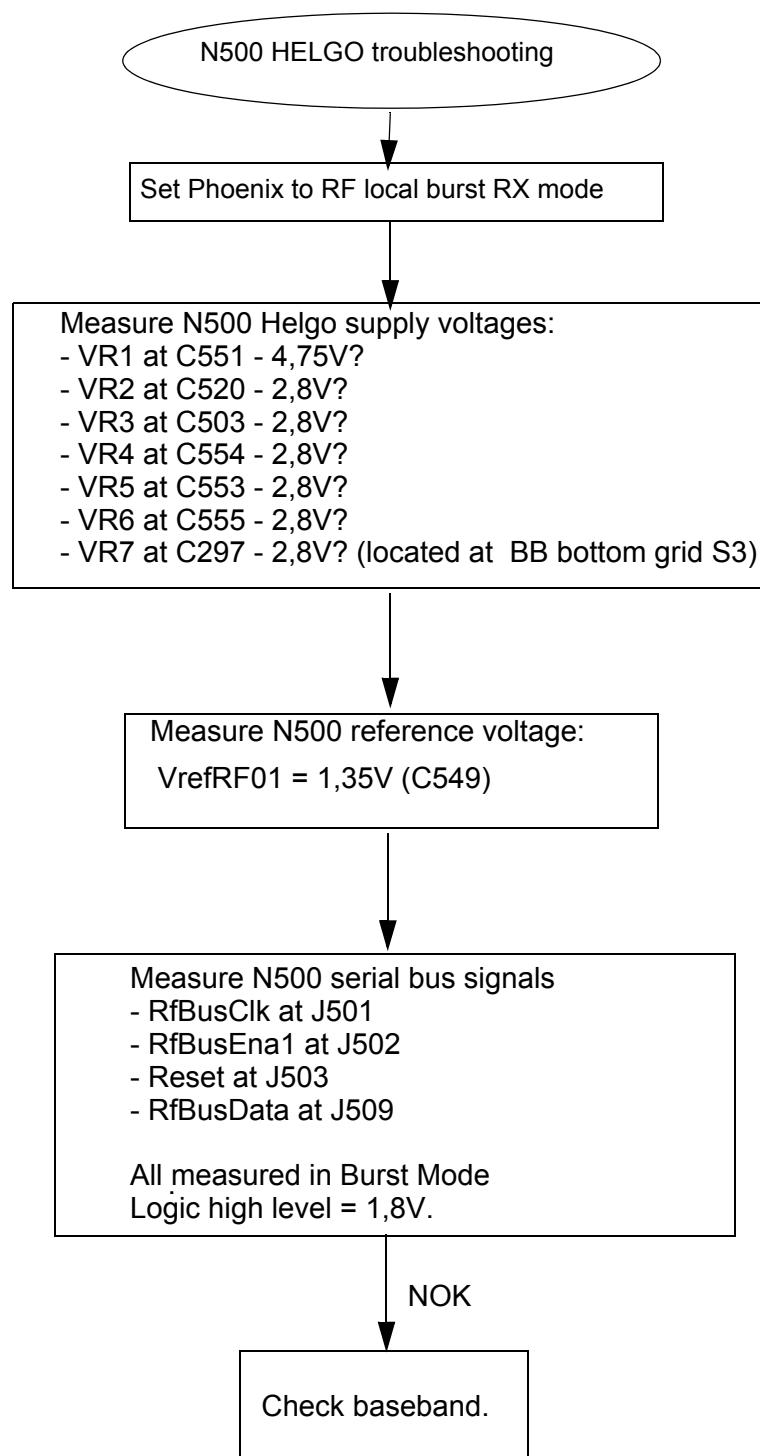 N500 HELGO troubleshooting
Set Phoenix to RF local burst RX mode
Measure N500 Helgo supply voltages:
- VR1 at C551 - 4,75V?
- VR2 at C520 - 2,8V?
- VR3 at C503 - 2,8V?
- VR4 at C554 - 2,8V?
- VR5 at C553 - 2,8V?
- VR6 at C555 - 2,8V?
- VR7 at C297 - 2,8V? (located at BB bottom grid S3)
Measure N500 reference voltage:
VrefRF01 = 1,35V (C549)
Measure N500 serial bus signals
- RfBusClk at J501
- RfBusEna1 at J502
- Reset at J503
- RfBusData at J509
All measured in Burst Mode
Logic high level = 1,8V.
NOK
Check baseband.